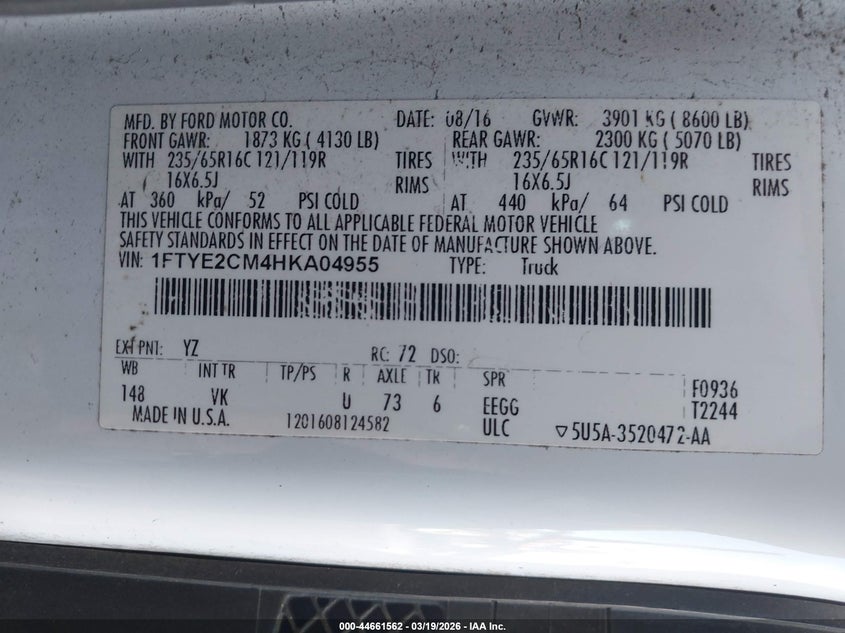 MFD. BY FORD MOTOR CO. DATE: 08/16 GVWR: 3901 KG ( 8600 LB)
FRONT GAWR: 1873 KG ( 4130 LB) REAR GAWR: 2300 KG ( 5070 LB)
WITH 235/65R16C 121/119R TIRES WITH 235/65R16C 121/119R TIRES
16X6.5J RIMS 16X6.5J RIMS
AT 360 kPa/ 52 PSI COLD AT 440 kPa/ 64 PSI COLD
THIS VEHICLE CONFORMS TO ALL APPLICABLE FEDERAL MOTOR VEHICLE
SAFETY STANDARDS IN EFFECT ON THE DATE OF MANUFACTURE SHOWN ABOVE.
VIN: 1FTYE2CM4HKA04955 TYPE: Truck
EXT PNT: YZ RC: 72 DSO:
WB INT TR TP/PS R AXLE TR SPR F0936
148 VK U 73 6 EEGG T2244
MADE IN U.S.A. 1201608124582 ULC ▽5U5A-3520472-AA
000-44661562 - 03/19/2026 - IAA Inc.